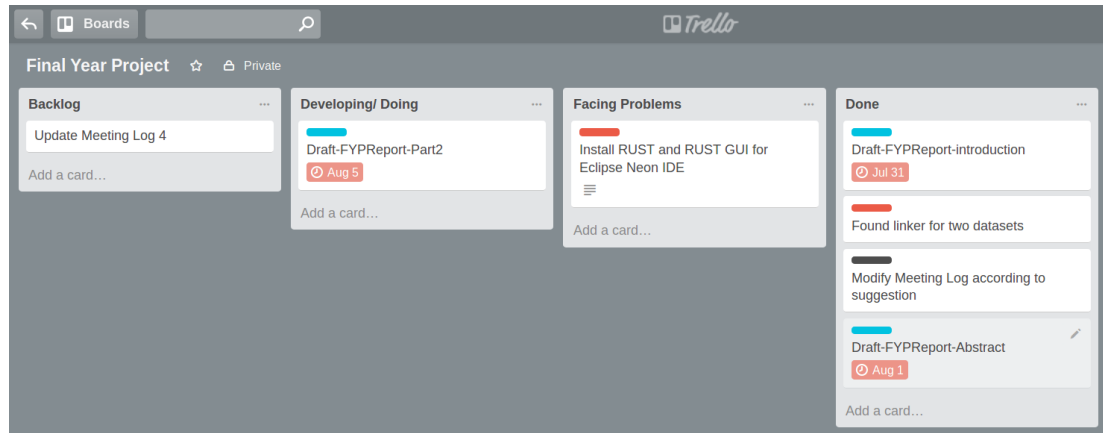 Boards
Trello
Final Year Project
Private
Backlog
Update Meeting Log 4
Add a card…
Developing/ Doing
Draft-FYPReport-Part2
Aug 5
Add a card…
Facing Problems
Install RUST and RUST GUI for
Eclipse Neon IDE
Add a card…
Done
Draft-FYPReport-introduction
Jul 31
Found linker for two datasets
Modify Meeting Log according to
suggestion
Draft-FYPReport-Abstract
Aug 1
Add a card…